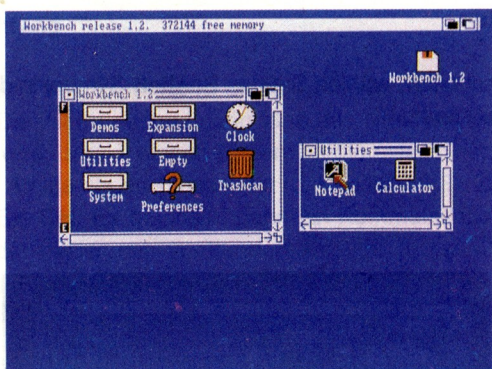 Workbench release 1.2. 372144 free memory
Workbench 1.2
Workbench 1.2
Demos Expansion Clock
Utilities Empty Trashcan
System Preferences
Utilities
Notepad Calculator
F
E